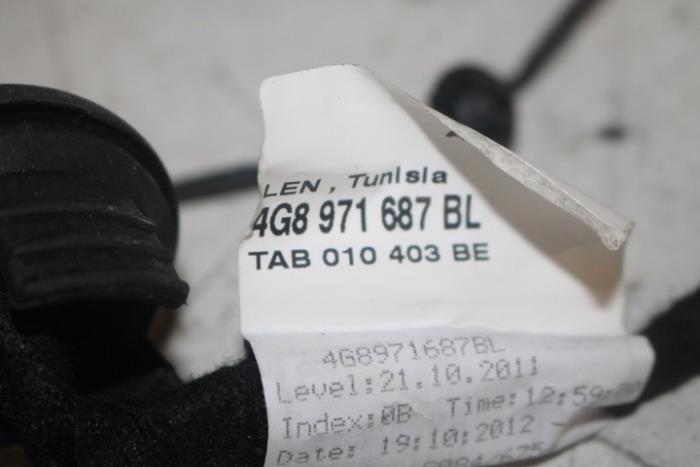 LEN, Tunisia
4G8 971 687 BL
TAB 010 403 BE
4G8971687BL
Level:21.10.2011
Index:0B Time:12:59:
Date: 19:10:2012